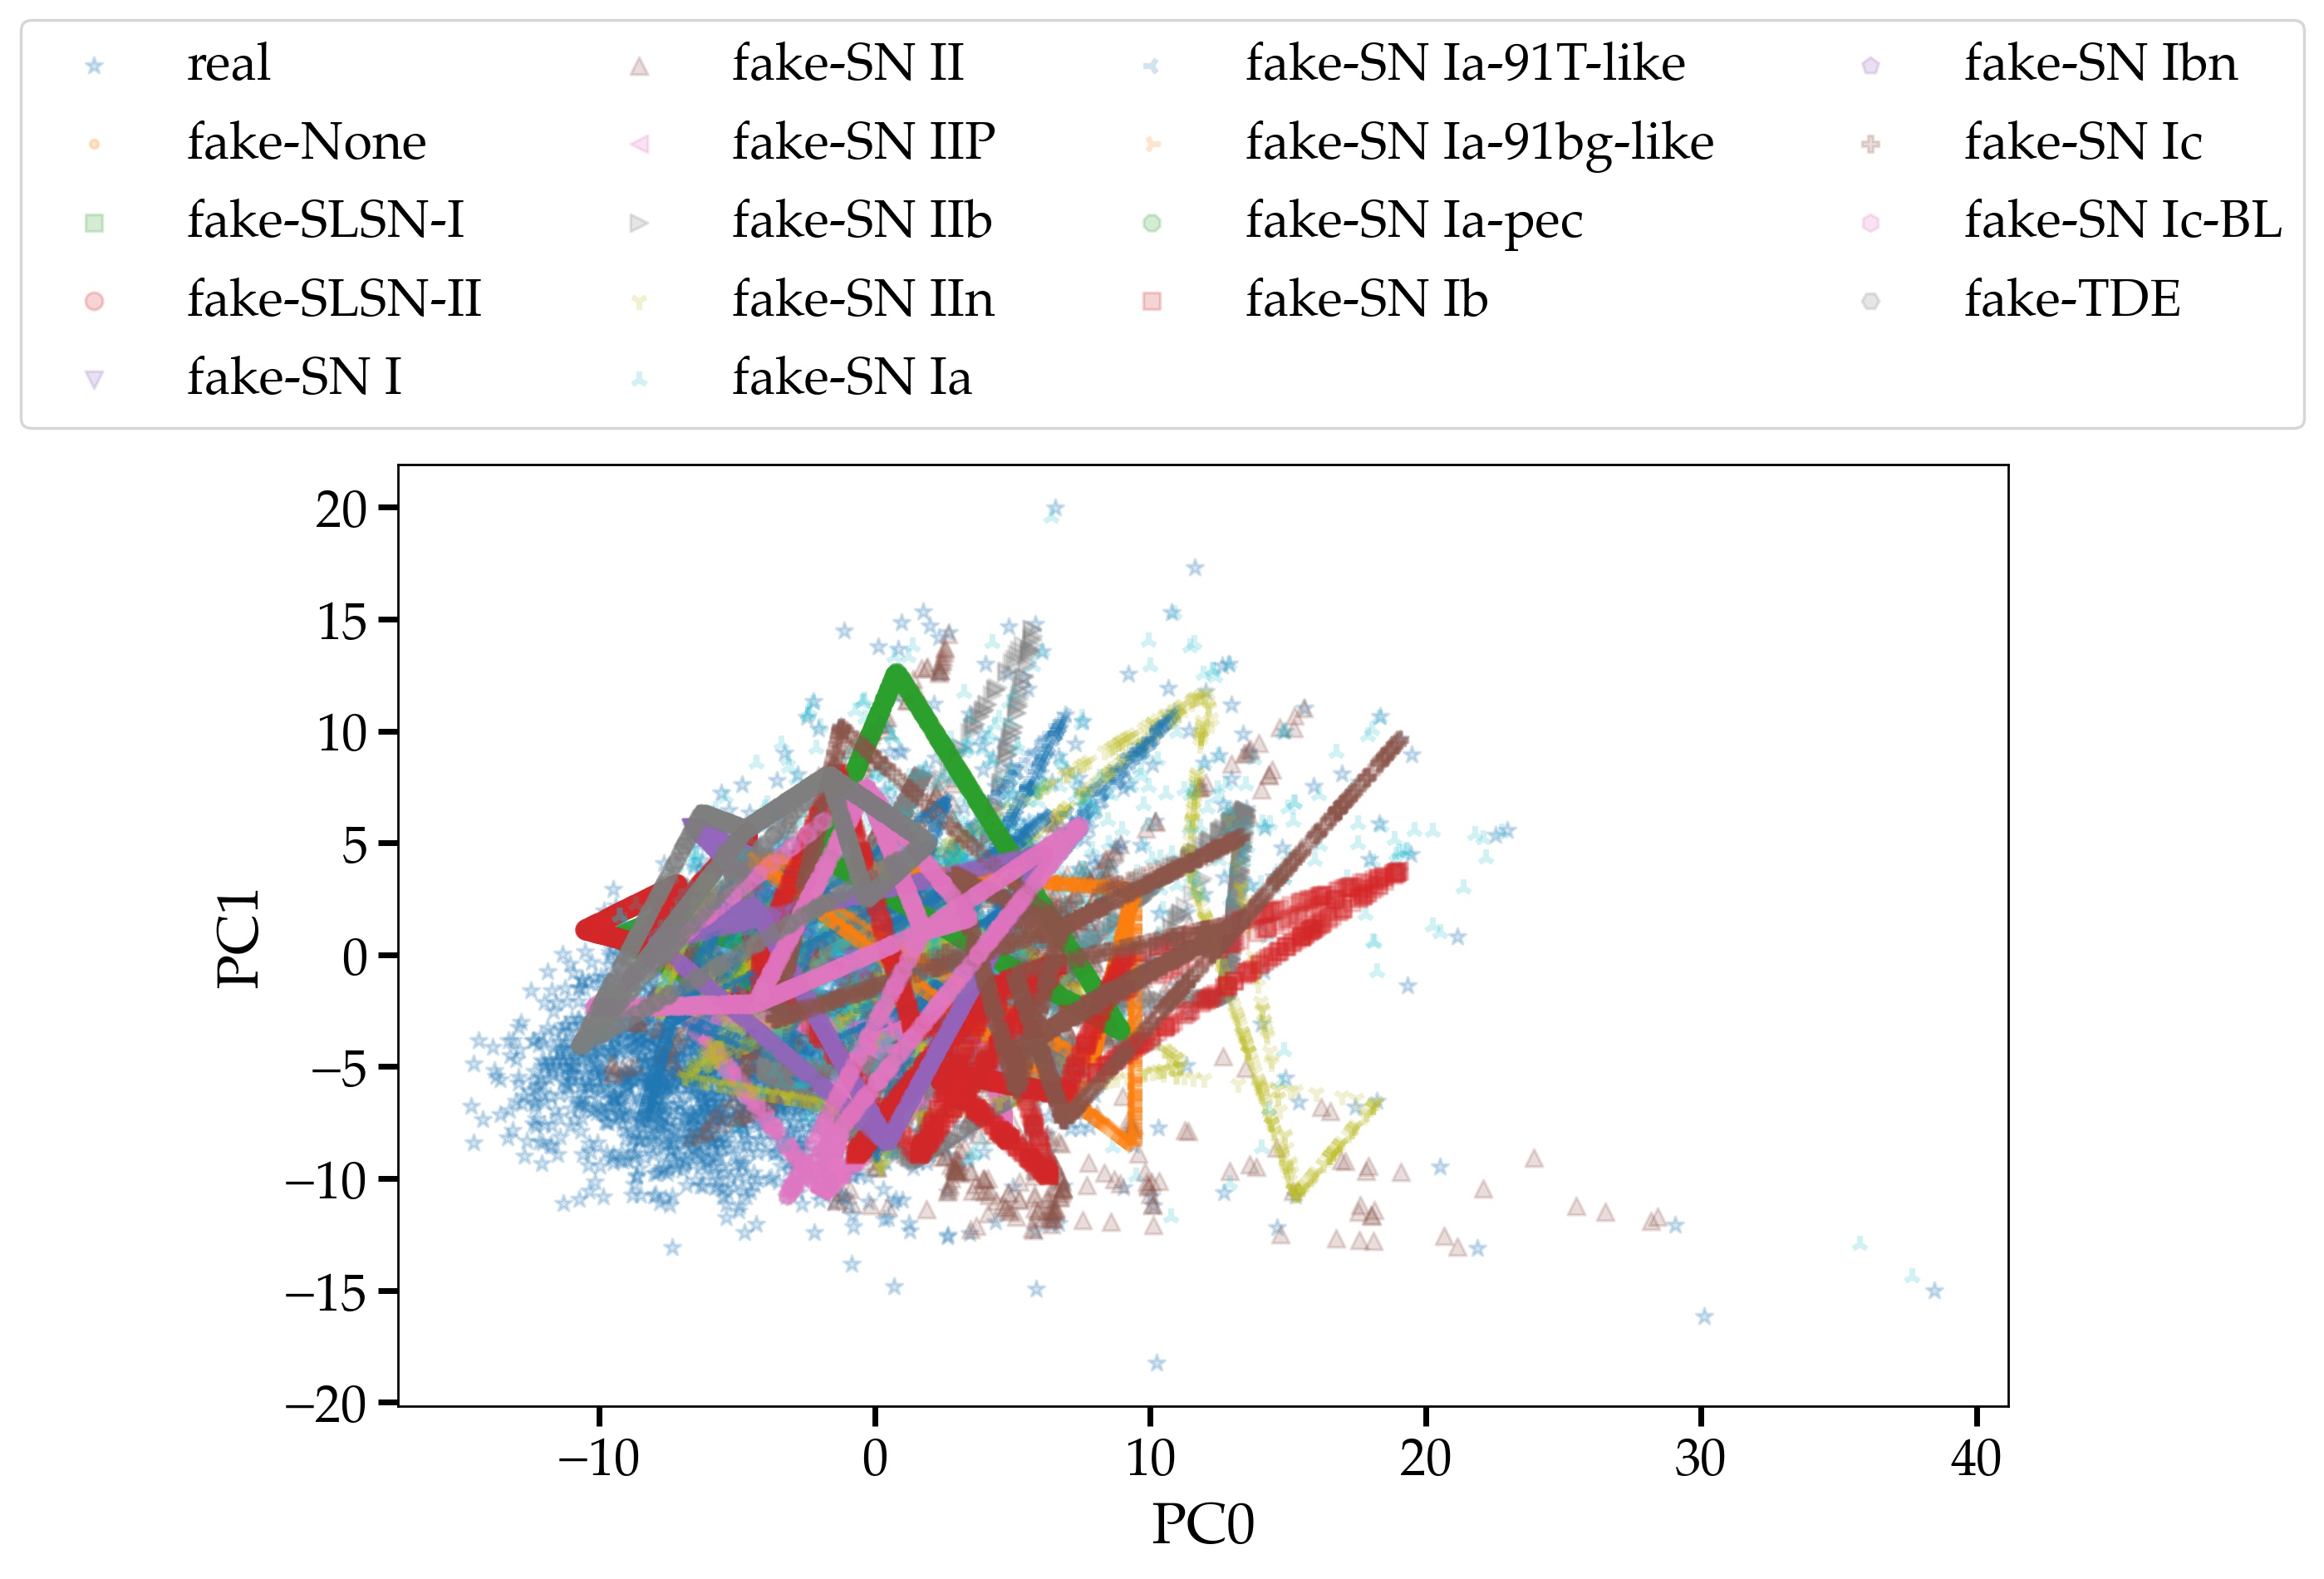 real
fake-None
fake-SLSN-I
fake-SLSN-II
fake-SN I
fake-SN II
fake-SN IIP
fake-SN IIb
fake-SN IIn
fake-SN Ia
fake-SN Ia-91T-like
fake-SN Ia-91bg-like
fake-SN Ia-pec
fake-SN Ib
fake-SN Ibn
fake-SN Ic
fake-SN Ic-BL
fake-TDE
PC1
20
15
10
5
0
−5
−10
−15
−20
−10
0
10
20
30
40
PC0